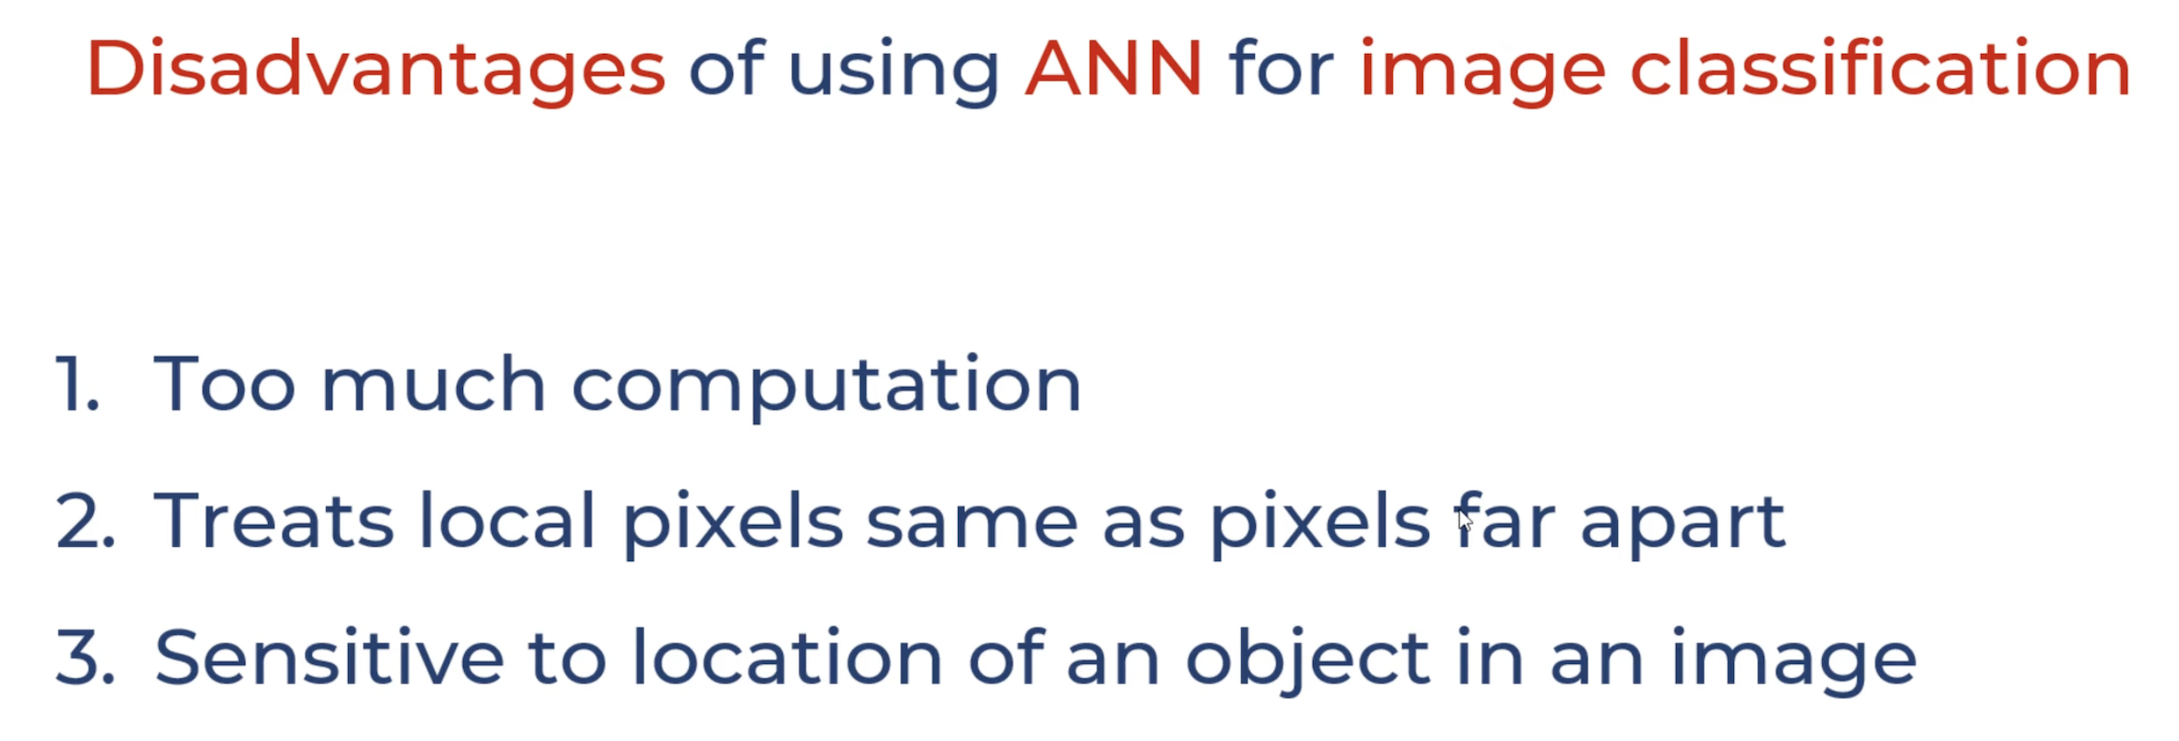 Disadvantages of using ANN for image classification
1. Too much computation
2. Treats local pixels same as pixels far apart
3. Sensitive to location of an object in an image